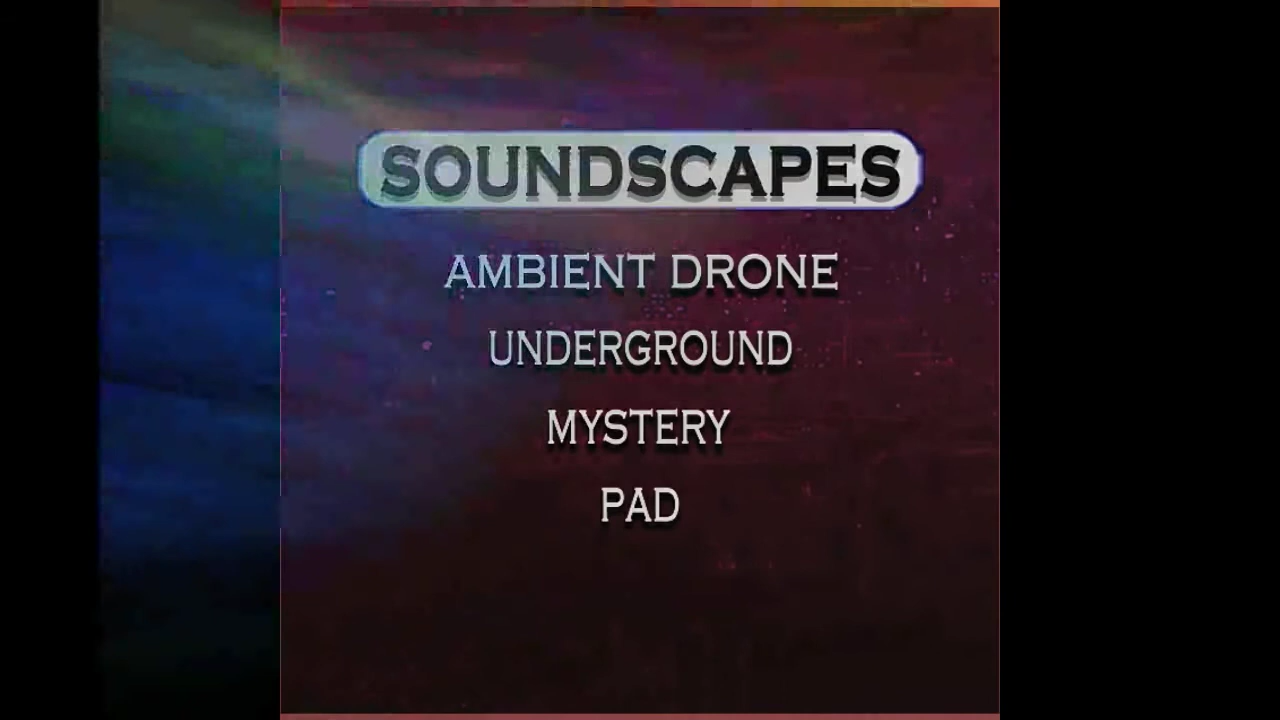 SOUNDSCAPES
AMBIENT DRONE
UNDERGROUND
MYSTERY
PAD